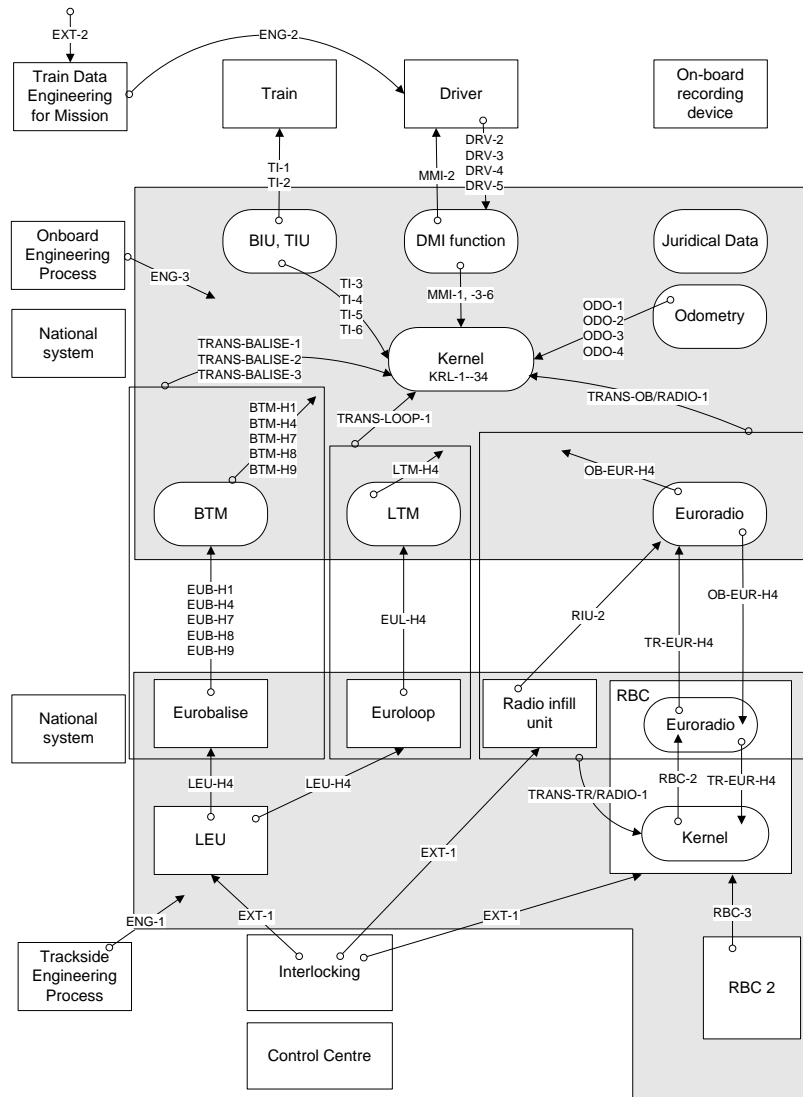 EXT-2
ENG-2
Train Data
Engineering
for Mission
Train
Driver
On-board
recording
device
TI-1
TI-2
MMI-2
DRV-2
DRV-3
DRV-4
DRV-5
Onboard
Engineering
Process
BIU, TIU
DMI function
Juridical Data
ENG-3
TI-3
TI-4
TI-5
TI-6
MMI-1, -3-6
ODO-1
ODO-2
ODO-3
ODO-4
Odometry
National
system
TRANS-BALISE-1
TRANS-BALISE-2
TRANS-BALISE-3
Kernel
KRL-1--34
TRANS-OB/RADIO-1
BTM-H1
BTM-H4
BTM-H7
BTM-H8
BTM-H9
TRANS-LOOP-1
LTM-H4
OB-EUR-H4
BTM
LTM
Euroradio
EUB-H1
EUB-H4
EUB-H7
EUB-H8
EUB-H9
EUL-H4
RIU-2
OB-EUR-H4
TR-EUR-H4
National
system
Eurobalise
Euroloop
Radio infill
unit
RBC
Euroradio
LEU-H4
LEU-H4
TRANS-TR/RADIO-1
RBC-2
TR-EUR-H4
LEU
Kernel
EXT-1
ENG-1
EXT-1
EXT-1
RBC-3
Trackside
Engineering
Process
Interlocking
RBC 2
Control Centre